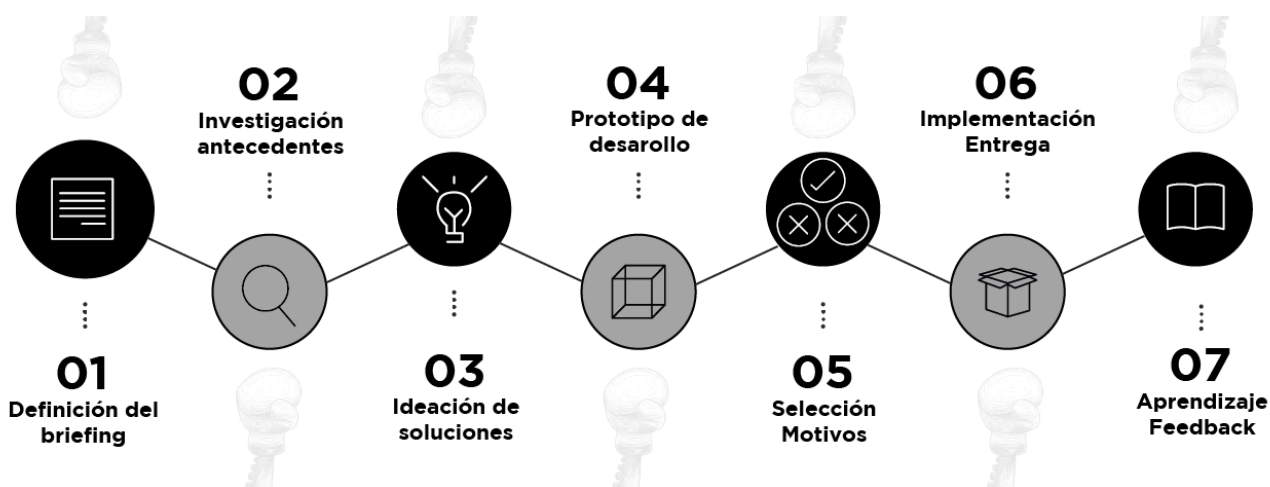 01
Definición del
briefing
02
Investigación
antecedentes
03
Ideación de
soluciones
04
Prototipo de
desarollo
05
Selección
Motivos
06
Implementación
Entrega
07
Aprendizaje
Feedback